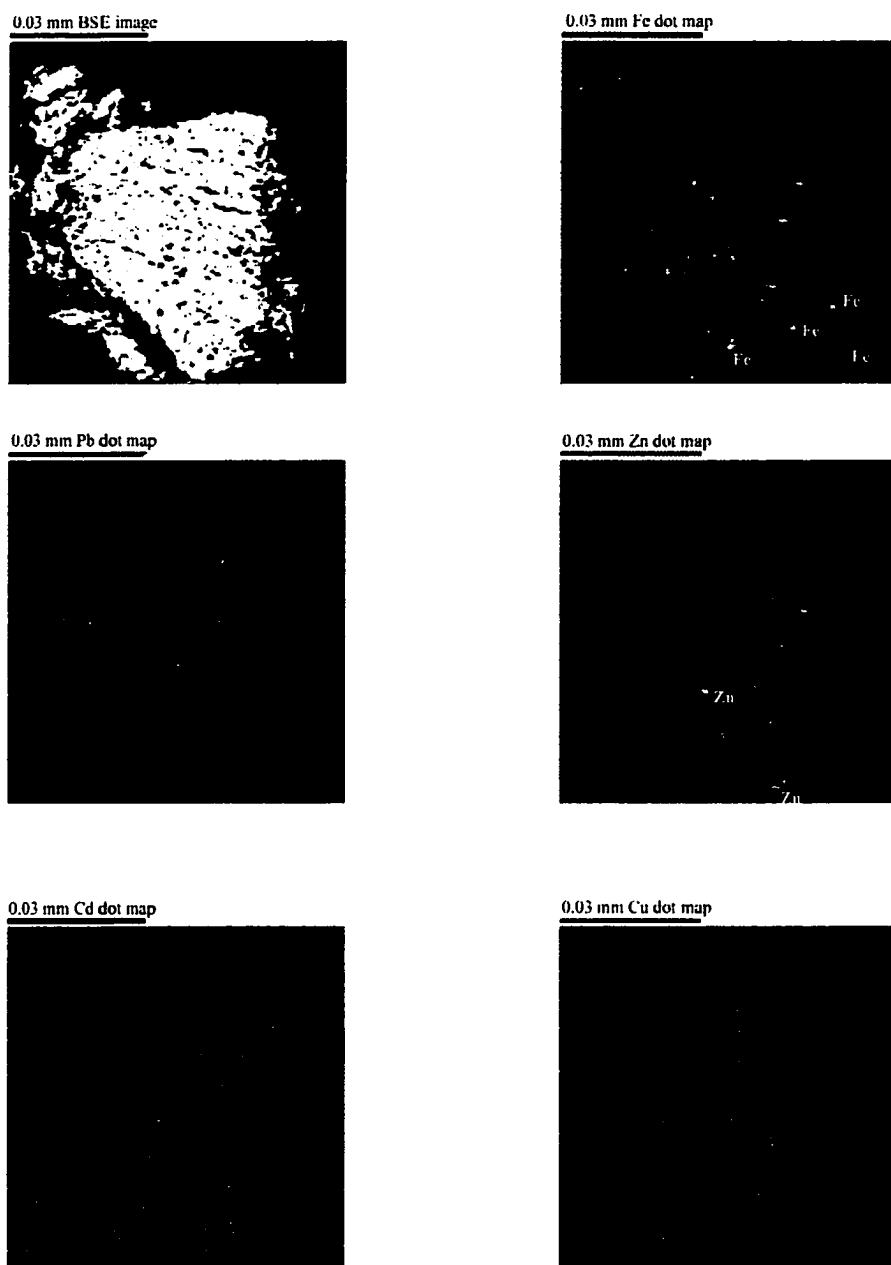 0.03 mm BSE image
0.03 mm Fe dot map
Fe
Fe
Fe
Fe
0.03 mm Pb dot map
0.03 mm Zn dot map
Zn
Zn
0.03 mm Cd dot map
0.03 mm Cu dot map